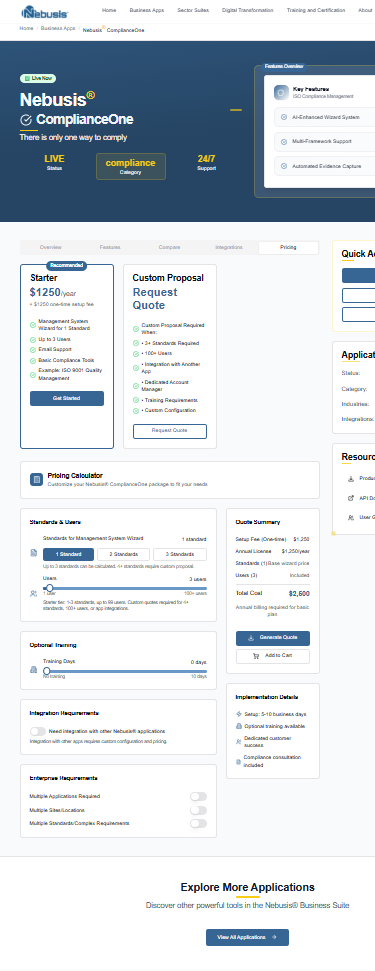 Nebusis
Home
Business Apps
Sector Suites
Digital Transformation
Training and Certification
About
Home / Business Apps / Nebusis® ComplianceOne
Live Now
Nebusis®
ComplianceOne
There is only one way to comply
LIVE
Status
compliance
Category
24/7
Support
Features Overview
Key Features
ISO Compliance Management
AI-Enhanced Wizard System
Multi-Framework Support
Automated Evidence Capture
Overview
Features
Compare
Integrations
Pricing
Recommended
Starter
$1250/year
+ $1250 one-time setup fee
Management System
Wizard for 1 Standard
Up to 3 Users
Email Support
Basic Compliance Tools
Example: ISO 9001 Quality
Management
Get Started
Custom Proposal
Request
Quote
Custom Proposal Required
When:
• 3+ Standards Required
• 100+ Users
• Integration with Another
App
• Dedicated Account
Manager
• Training Requirements
• Custom Configuration
Request Quote
Quick Ac
Applicat
Status:
Category:
Industries:
Integrations:
Resourc
Produc
API Do
User G
Pricing Calculator
Customize your Nebusis® ComplianceOne package to fit your needs
Standards & Users
Standards for Management System Wizard
1 standard
1 Standard
2 Standards
3 Standards
Up to 3 standards can be calculated. 4+ standards require custom proposal.
Users
3 users
1 user
100+ users
Starter tier: 1-3 standards, up to 99 users. Custom quotes required for 4+
standards, 100+ users, or app integrations.
Optional Training
Training Days
0 days
No training
10 days
Integration Requirements
Need integration with other Nebusis® applications
Integration with other apps requires custom configuration and pricing.
Enterprise Requirements
Multiple Applications Required
Multiple Sites/Locations
Multiple Standards/Complex Requirements
Quote Summary
Setup Fee (One-time) $1,250
Annual License $1,250/year
Standards (1) Base wizard price
Users (3) Included
Total Cost $2,500
Annual billing required for basic
plan
Generate Quote
Add to Cart
Implementation Details
Setup: 5-10 business days
Optional training available
Dedicated customer
success
Compliance consultation
included
Explore More Applications
Discover other powerful tools in the Nebusis® Business Suite
View All Applications